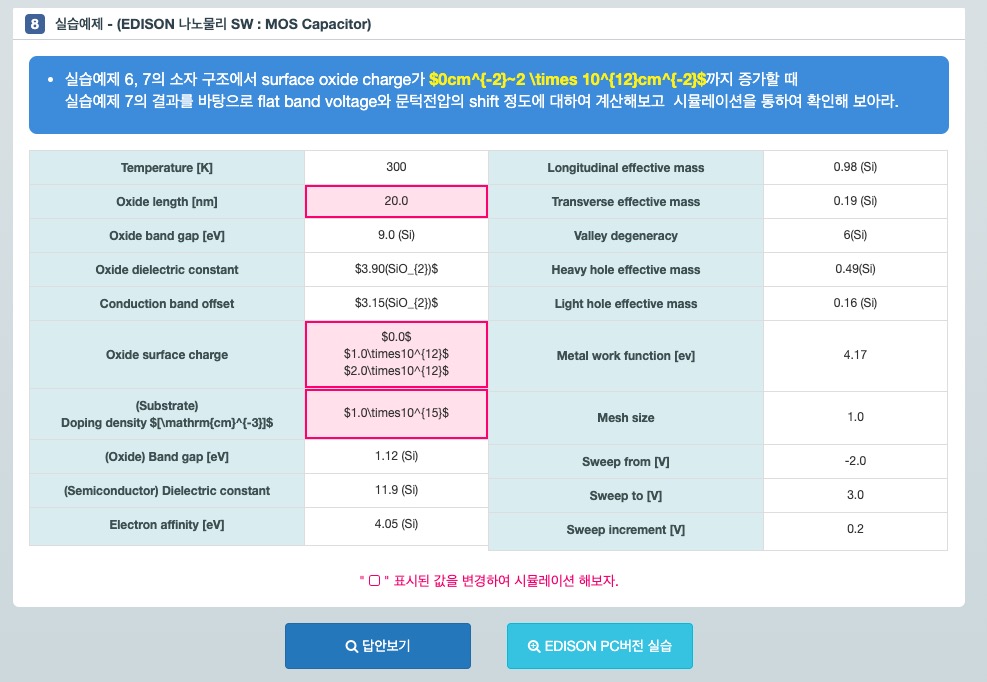 8 실습예제 - (EDISON 나노물리 SW : MOS Capacitor)
• 실습예제 6, 7의 소자 구조에서 surface oxide charge가 $0cm^{-2}~2 \times 10^{12}cm^{-2}$까지 증가할 때
실습예제 7의 결과를 바탕으로 flat band voltage와 문턱전압의 shift 정도에 대하여 계산해보고 시뮬레이션을 통하여 확인해 보아라.
Temperature [K] 300 Longitudinal effective mass 0.98 (Si)
Oxide length [nm] 20.0 Transverse effective mass 0.19 (Si)
Oxide band gap [eV] 9.0 (Si) Valley degeneracy 6(Si)
Oxide dielectric constant $3.90(SiO_{2})$ Heavy hole effective mass 0.49(Si)
Conduction band offset $3.15(SiO_{2})$ Light hole effective mass 0.16 (Si)
Oxide surface charge
$0.0$
$1.0\times10^{12}$
$2.0\times10^{12}$
Metal work function [ev] 4.17
(Substrate)
Doping density $[\mathrm{cm}^{-3}]$
$1.0\times10^{15}$
Mesh size 1.0
(Oxide) Band gap [eV] 1.12 (Si) Sweep from [V] -2.0
(Semiconductor) Dielectric constant 11.9 (Si) Sweep to [V] 3.0
Electron affinity [eV] 4.05 (Si) Sweep increment [V] 0.2
" ▢ " 표시된 값을 변경하여 시뮬레이션 해보자.
답안보기
EDISON PC버전 실습